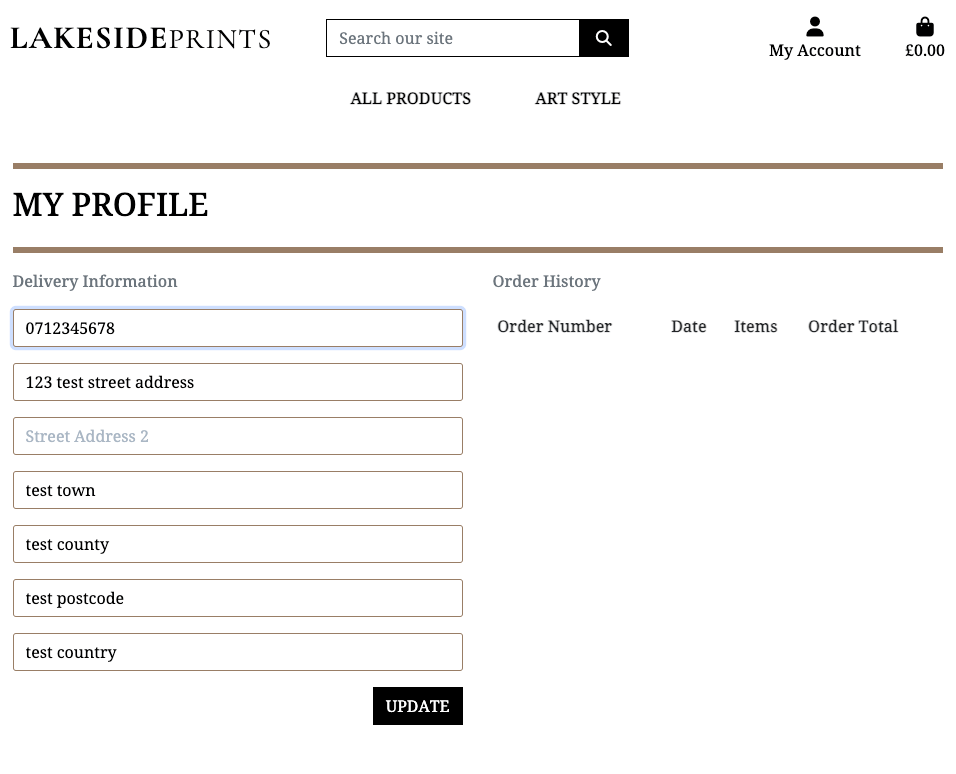 LAKESIDEPRINTS
Search our site
My Account
£0.00
ALL PRODUCTS ART STYLE
MY PROFILE
Delivery Information
0712345678
123 test street address
Street Address 2
test town
test county
test postcode
test country
UPDATE
Order History
Order Number Date Items Order Total